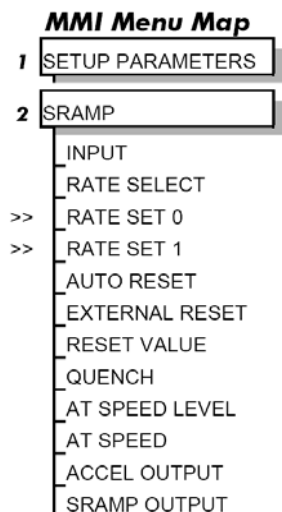 MMI Menu Map
1 SETUP PARAMETERS
2 SRAMP
INPUT
RATE SELECT
>> RATE SET 0
>> RATE SET 1
AUTO RESET
EXTERNAL RESET
RESET VALUE
QUENCH
AT SPEED LEVEL
AT SPEED
ACCEL OUTPUT
SRAMP OUTPUT